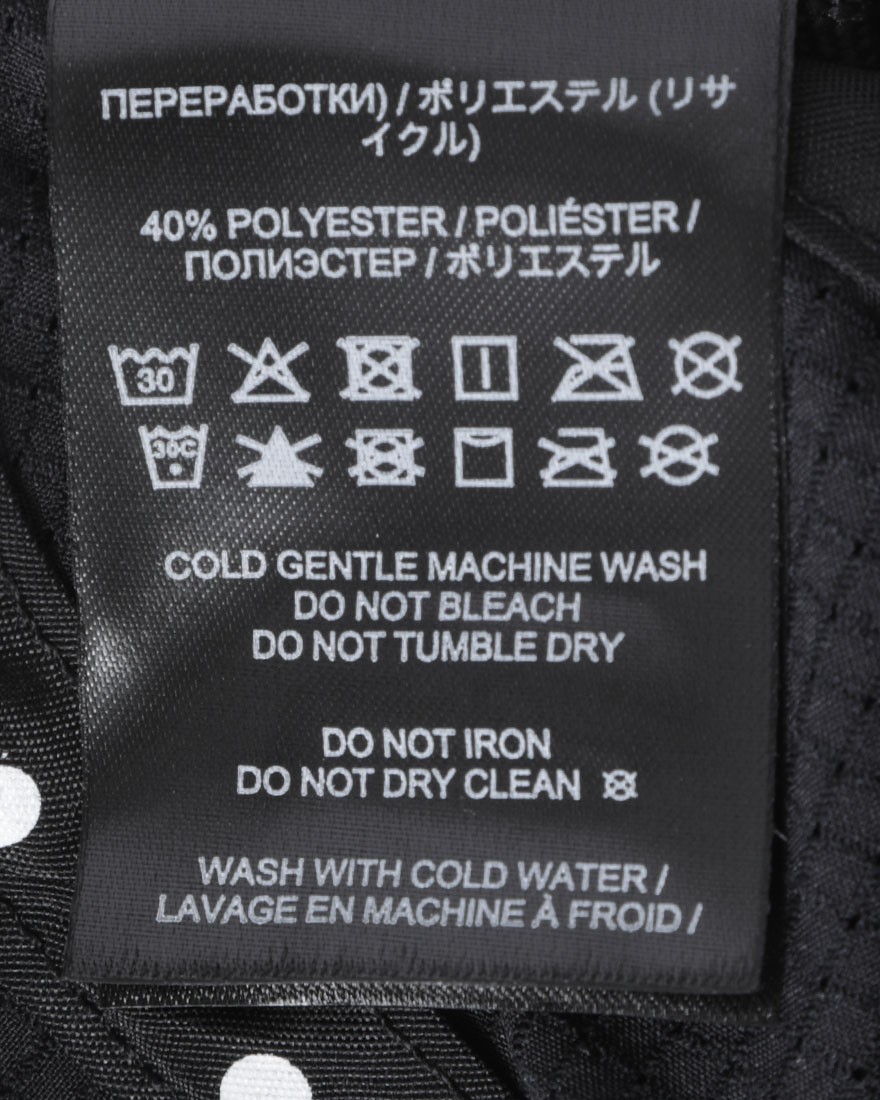 ПЕРЕРАБОТКИ) / ポリエステル (リサ
イクル)
40% POLYESTER / POLIÉSTER /
ПОЛИЭСТЕР / ポリエステル
30
30C
COLD GENTLE MACHINE WASH
DO NOT BLEACH
DO NOT TUMBLE DRY
DO NOT IRON
DO NOT DRY CLEAN
WASH WITH COLD WATER /
LAVAGE EN MACHINE À FROID /